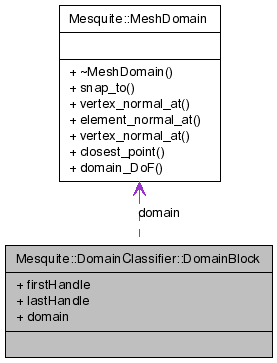 Mesquite::MeshDomain
+ ~MeshDomain()
+ snap_to()
+ vertex_normal_at()
+ element_normal_at()
+ vertex_normal_at()
+ closest_point()
+ domain_DoF()
domain
Mesquite::DomainClassifier::DomainBlock
+ firstHandle
+ lastHandle
+ domain